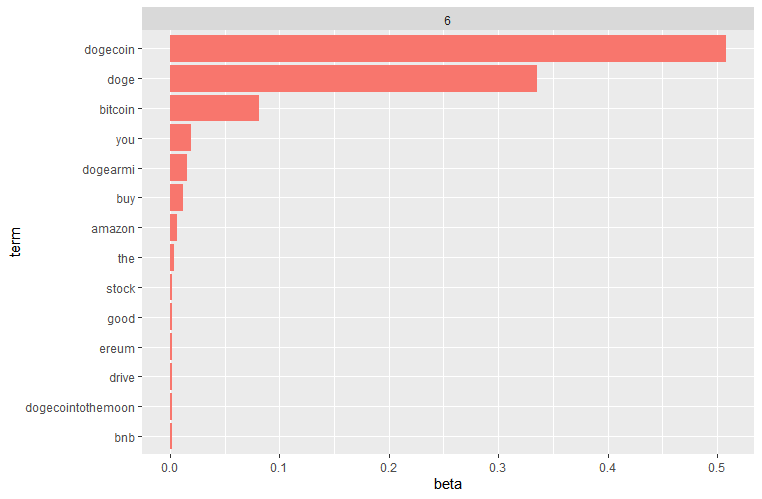 6
dogecoin
doge
bitcoin
you
dogearmi
buy
amazon
the
stock
good
ereum
drive
dogecointothemoon
bnb
term
0.0 0.1 0.2 0.3 0.4 0.5
beta